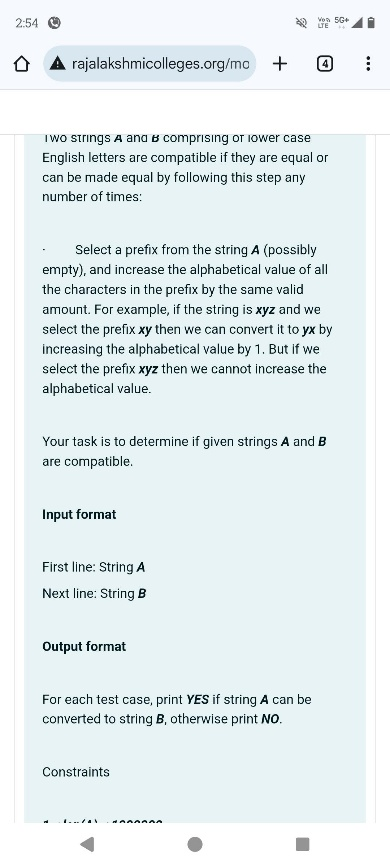 2:54
Vo))
LTE
5G+
rajalakshmicolleges.org/mo
4
Two strings A and B comprising of lower case
English letters are compatible if they are equal or
can be made equal by following this step any
number of times:
· Select a prefix from the string A (possibly
empty), and increase the alphabetical value of all
the characters in the prefix by the same valid
amount. For example, if the string is xyz and we
select the prefix xy then we can convert it to yx by
increasing the alphabetical value by 1. But if we
select the prefix xyz then we cannot increase the
alphabetical value.
Your task is to determine if given strings A and B
are compatible.
Input format
First line: String A
Next line: String B
Output format
For each test case, print YES if string A can be
converted to string B, otherwise print NO.
Constraints